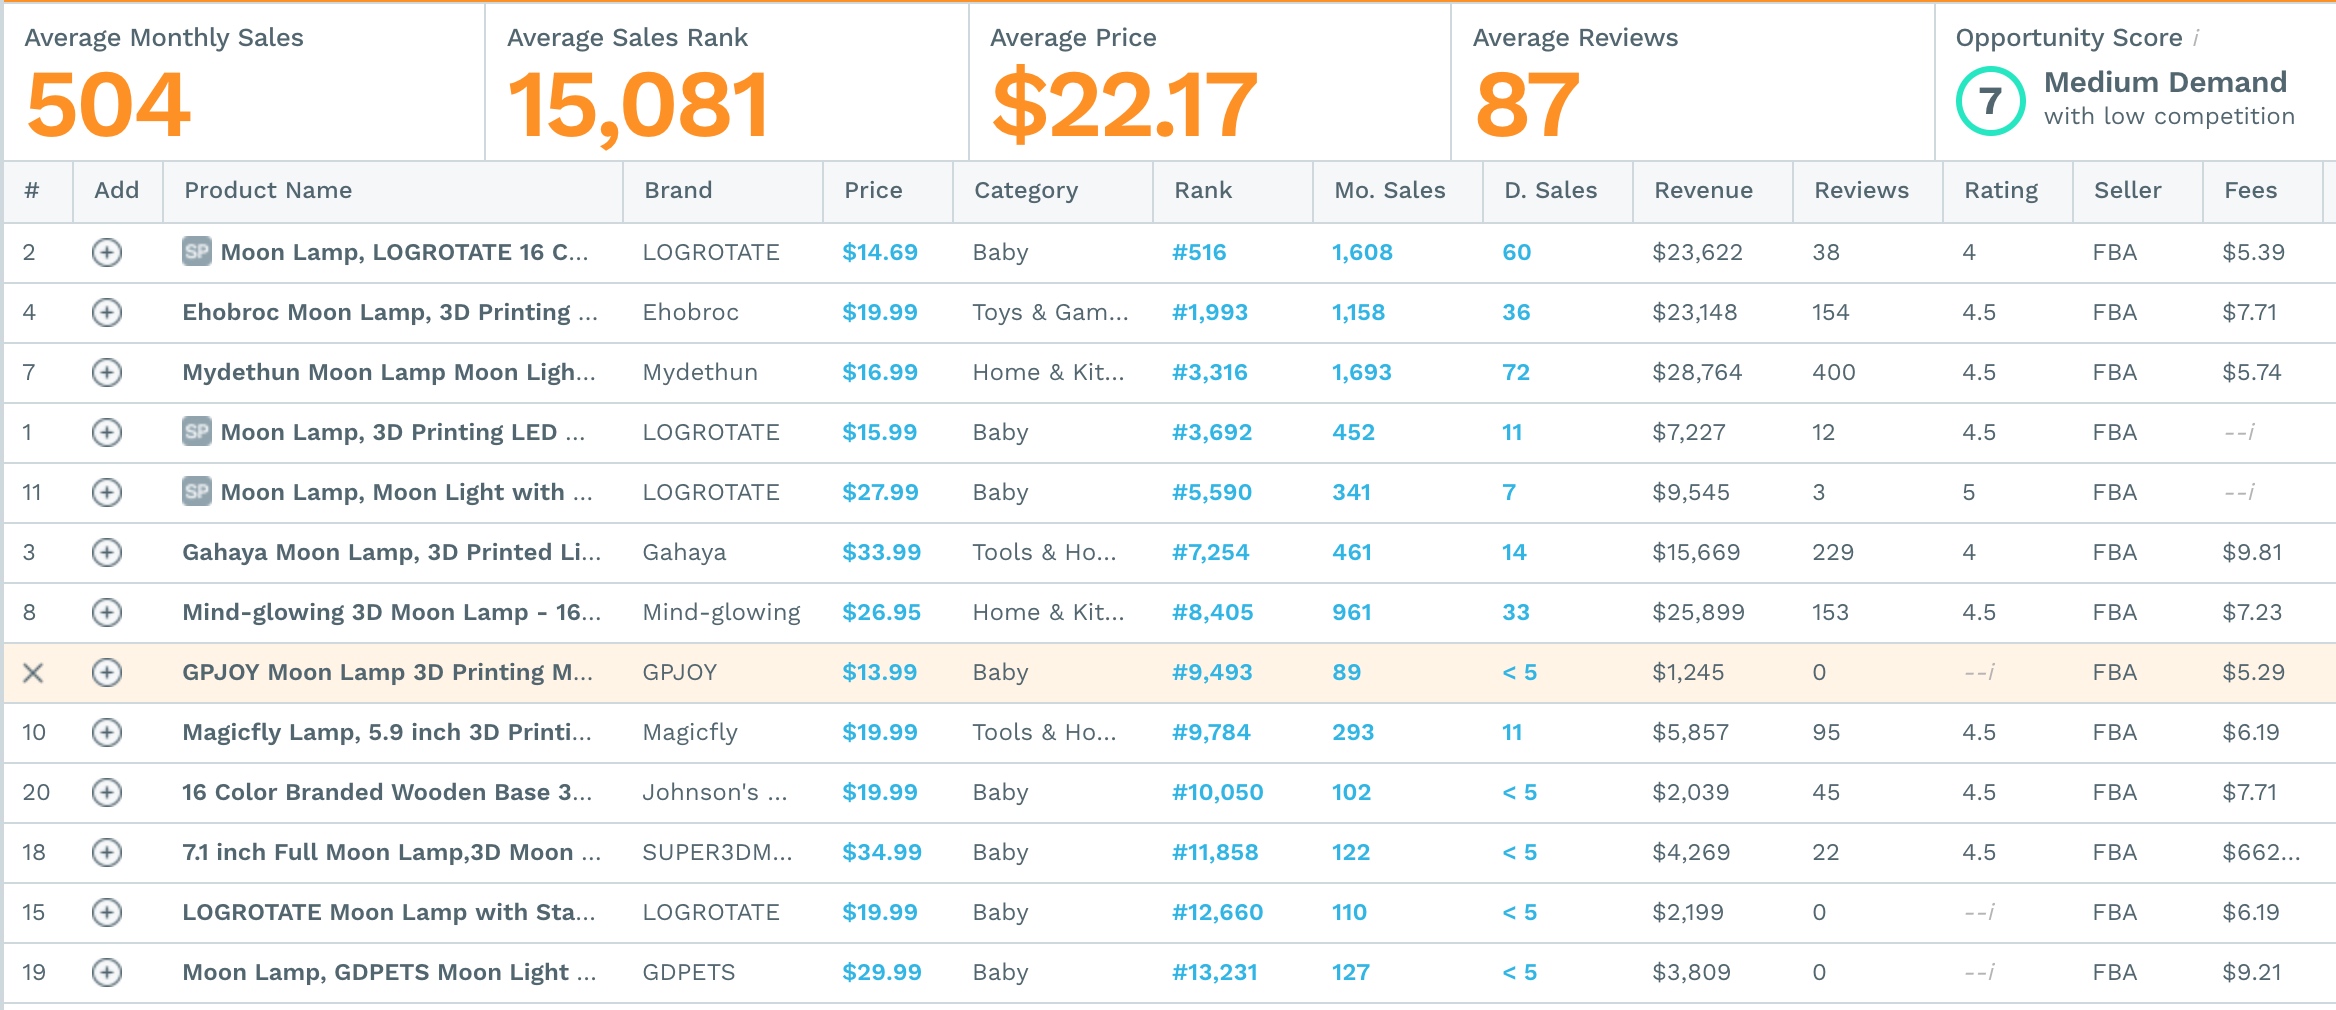 Average Monthly Sales Average Sales Rank Average Price Average Reviews Opportunity Score i
504 15,081 $22.17 87 7 Medium Demand
with low competition
# Add Product Name Brand Price Category Rank Mo. Sales D. Sales Revenue Reviews Rating Seller Fees
2 SP Moon Lamp, LOGROTATE 16 C... LOGROTATE $14.69 Baby #516 1,608 60 $23,622 38 4 FBA $5.39
4 Ehobroc Moon Lamp, 3D Printing ... Ehobroc $19.99 Toys & Gam... #1,993 1,158 36 $23,148 154 4.5 FBA $7.71
7 Mydethun Moon Lamp Moon Ligh... Mydethun $16.99 Home & Kit... #3,316 1,693 72 $28,764 400 4.5 FBA $5.74
1 SP Moon Lamp, 3D Printing LED ... LOGROTATE $15.99 Baby #3,692 452 11 $7,227 12 4.5 FBA --i
11 SP Moon Lamp, Moon Light with ... LOGROTATE $27.99 Baby #5,590 341 7 $9,545 3 5 FBA --i
3 Gahaya Moon Lamp, 3D Printed Li... Gahaya $33.99 Tools & Ho... #7,254 461 14 $15,669 229 4 FBA $9.81
8 Mind-glowing 3D Moon Lamp - 16... Mind-glowing $26.95 Home & Kit... #8,405 961 33 $25,899 153 4.5 FBA $7.23
GPJOY Moon Lamp 3D Printing M... GPJOY $13.99 Baby #9,493 89 < 5 $1,245 0 --i FBA $5.29
10 Magicfly Lamp, 5.9 inch 3D Printi... Magicfly $19.99 Tools & Ho... #9,784 293 11 $5,857 95 4.5 FBA $6.19
20 16 Color Branded Wooden Base 3... Johnson's ... $19.99 Baby #10,050 102 < 5 $2,039 45 4.5 FBA $7.71
18 7.1 inch Full Moon Lamp,3D Moon ... SUPER3DM... $34.99 Baby #11,858 122 < 5 $4,269 22 4.5 FBA $662...
15 LOGROTATE Moon Lamp with Sta... LOGROTATE $19.99 Baby #12,660 110 < 5 $2,199 0 --i FBA $6.19
19 Moon Lamp, GDPETS Moon Light ... GDPETS $29.99 Baby #13,231 127 < 5 $3,809 0 --i FBA $9.21